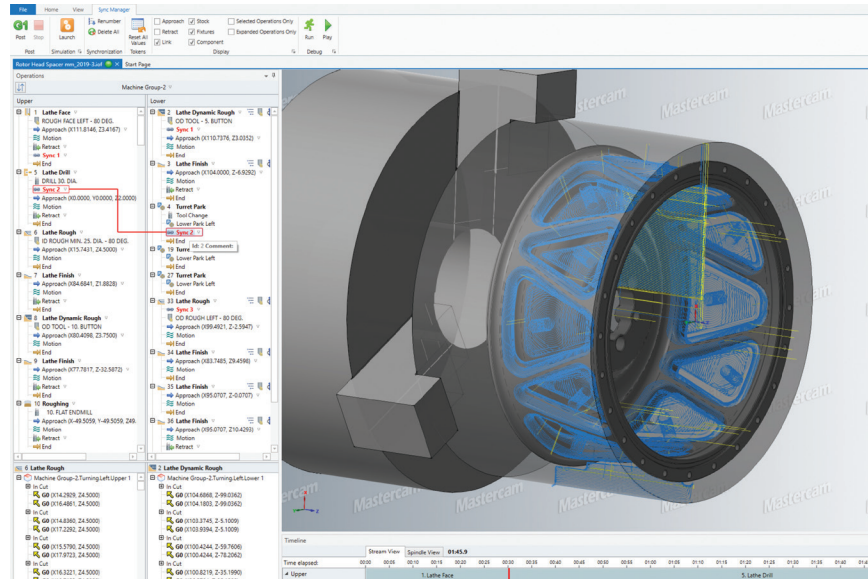 File Home View Sync Manager
G1 Post
Stop
Launch
Renumber
Delete All
Reset All Values
Approach
Retract
Link
Stock
Fixtures
Component
Selected Operations Only
Expanded Operations Only
Run
Play
Post Simulation Synchronization Tokens Display Debug
Rotor Head Spacer mm_2019-3.inf Start Page
Operations
Machine Group-2
Upper
1 Lathe Face
ROUGH FACE LEFT - 80 DEG.
Approach (X111.8146, Z3.4167)
Motion
Retract
Sync 1
End
5 Lathe Drill
DRILL 30. DIA.
Sync 2
Approach (X0.0000, Y0.0000, Z2.0000)
Motion
Retract
End
6 Lathe Rough
ID ROUGH MIN. 25. DIA. - 80 DEG.
Approach (X15.7431, Z4.5000)
Motion
Retract
End
7 Lathe Finish
Approach (X84.6841, Z1.8828)
Motion
Retract
End
8 Lathe Dynamic Rough
OD TOOL - 10. BUTTON
Approach (X80.4098, Z3.7500)
Motion
End
9 Lathe Finish
Approach (X77.7817, Z-32.5872)
Motion
Retract
End
10 Roughing
10. FLAT ENDMILL
Approach (X-49.5059, Y-49.5059, Z49.
Motion
Retract
End
Lower
2 Lathe Dynamic Rough
OD TOOL - 5. BUTTON
Sync 1
Approach (X110.7376, Z3.0352)
Motion
End
3 Lathe Finish
Approach (X104.0000, Z-6.9292)
Motion
Retract
End
4 Turret Park
Tool Change
Lower Park Left
Sync 2
End
Id: 2 Comment:
19 Turre
Lower Park Left
End
27 Turret Park
Lower Park Left
End
33 Lathe Rough
Sync 3
OD ROUGH LEFT - 80 DEG.
Approach (X99.4921, Z-2.5947)
Motion
End
34 Lathe Finish
Approach (X83.7485, Z9.4598)
Motion
End
35 Lathe Finish
Approach (X95.0707, Z-0.0707)
Motion
End
36 Lathe Finish
Approach (X95.0707, Z10.4293)
Motion
Retract
6 Lathe Rough
Machine Group-2.Turning.Left.Upper 1
In Cut
G0 (X14.2929, Z4.5000)
G0 (X16.4861, Z4.5000)
In Cut
G0 (X14.8360, Z4.5000)
G0 (X17.2292, Z4.5000)
In Cut
G0 (X15.5790, Z4.5000)
G0 (X17.9723, Z4.5000)
In Cut
G0 (X16.3221, Z4.5000)
2 Lathe Dynamic Rough
Machine Group-2.Turning.Left.Lower 1
In Cut
G0 (X104.6868, Z-99.0362)
G0 (X104.1803, Z-99.0362)
In Cut
G0 (X103.3745, Z-5.1009)
G0 (X103.9394, Z-5.1009)
In Cut
G0 (X100.4244, Z-59.7606)
G0 (X100.4244, Z-78.2062)
In Cut
G0 (X100.8219, Z-35.1990)
Mastercam
Mastercam
Mastercam
Mastercam
Mastercam
Mastercam
Timeline
Stream View Spindle View 01:45.9
Time elapsed: 00:00 00:05 00:10 00:15 00:20 00:25 00:30 00:35 00:40 00:45 00:50 00:55 01:00 01:05 01:10 01:15 01:20 01:25 01:30 01:35 01:40
Upper 1. Lathe Face 5. Lathe Drill